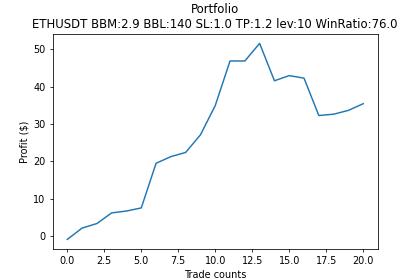 Portfolio
ETHUSDT BBM:2.9 BBL:140 SL:1.0 TP:1.2 lev:10 WinRatio:76.0
Profit ($)
50
40
30
20
10
0
0.0 2.5 5.0 7.5 10.0 12.5 15.0 17.5 20.0
Trade counts